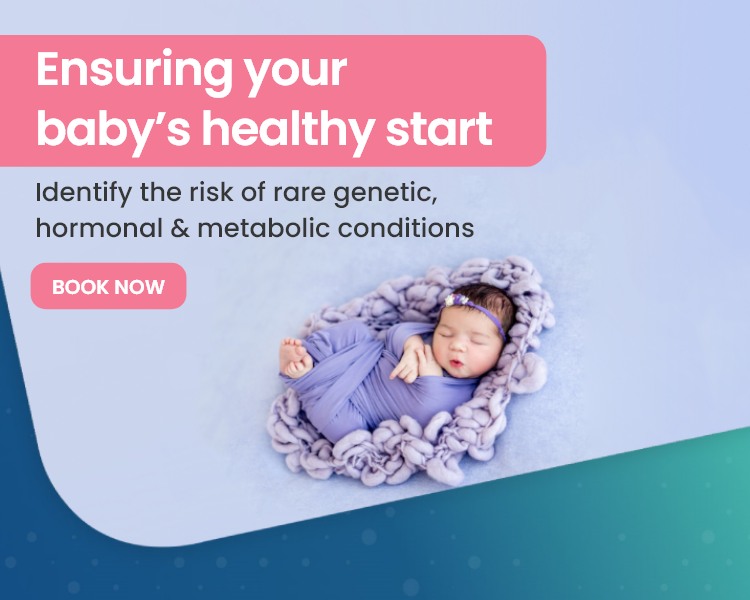 Ensuring your
baby’s healthy start
Identify the risk of rare genetic,
hormonal & metabolic conditions
BOOK NOW